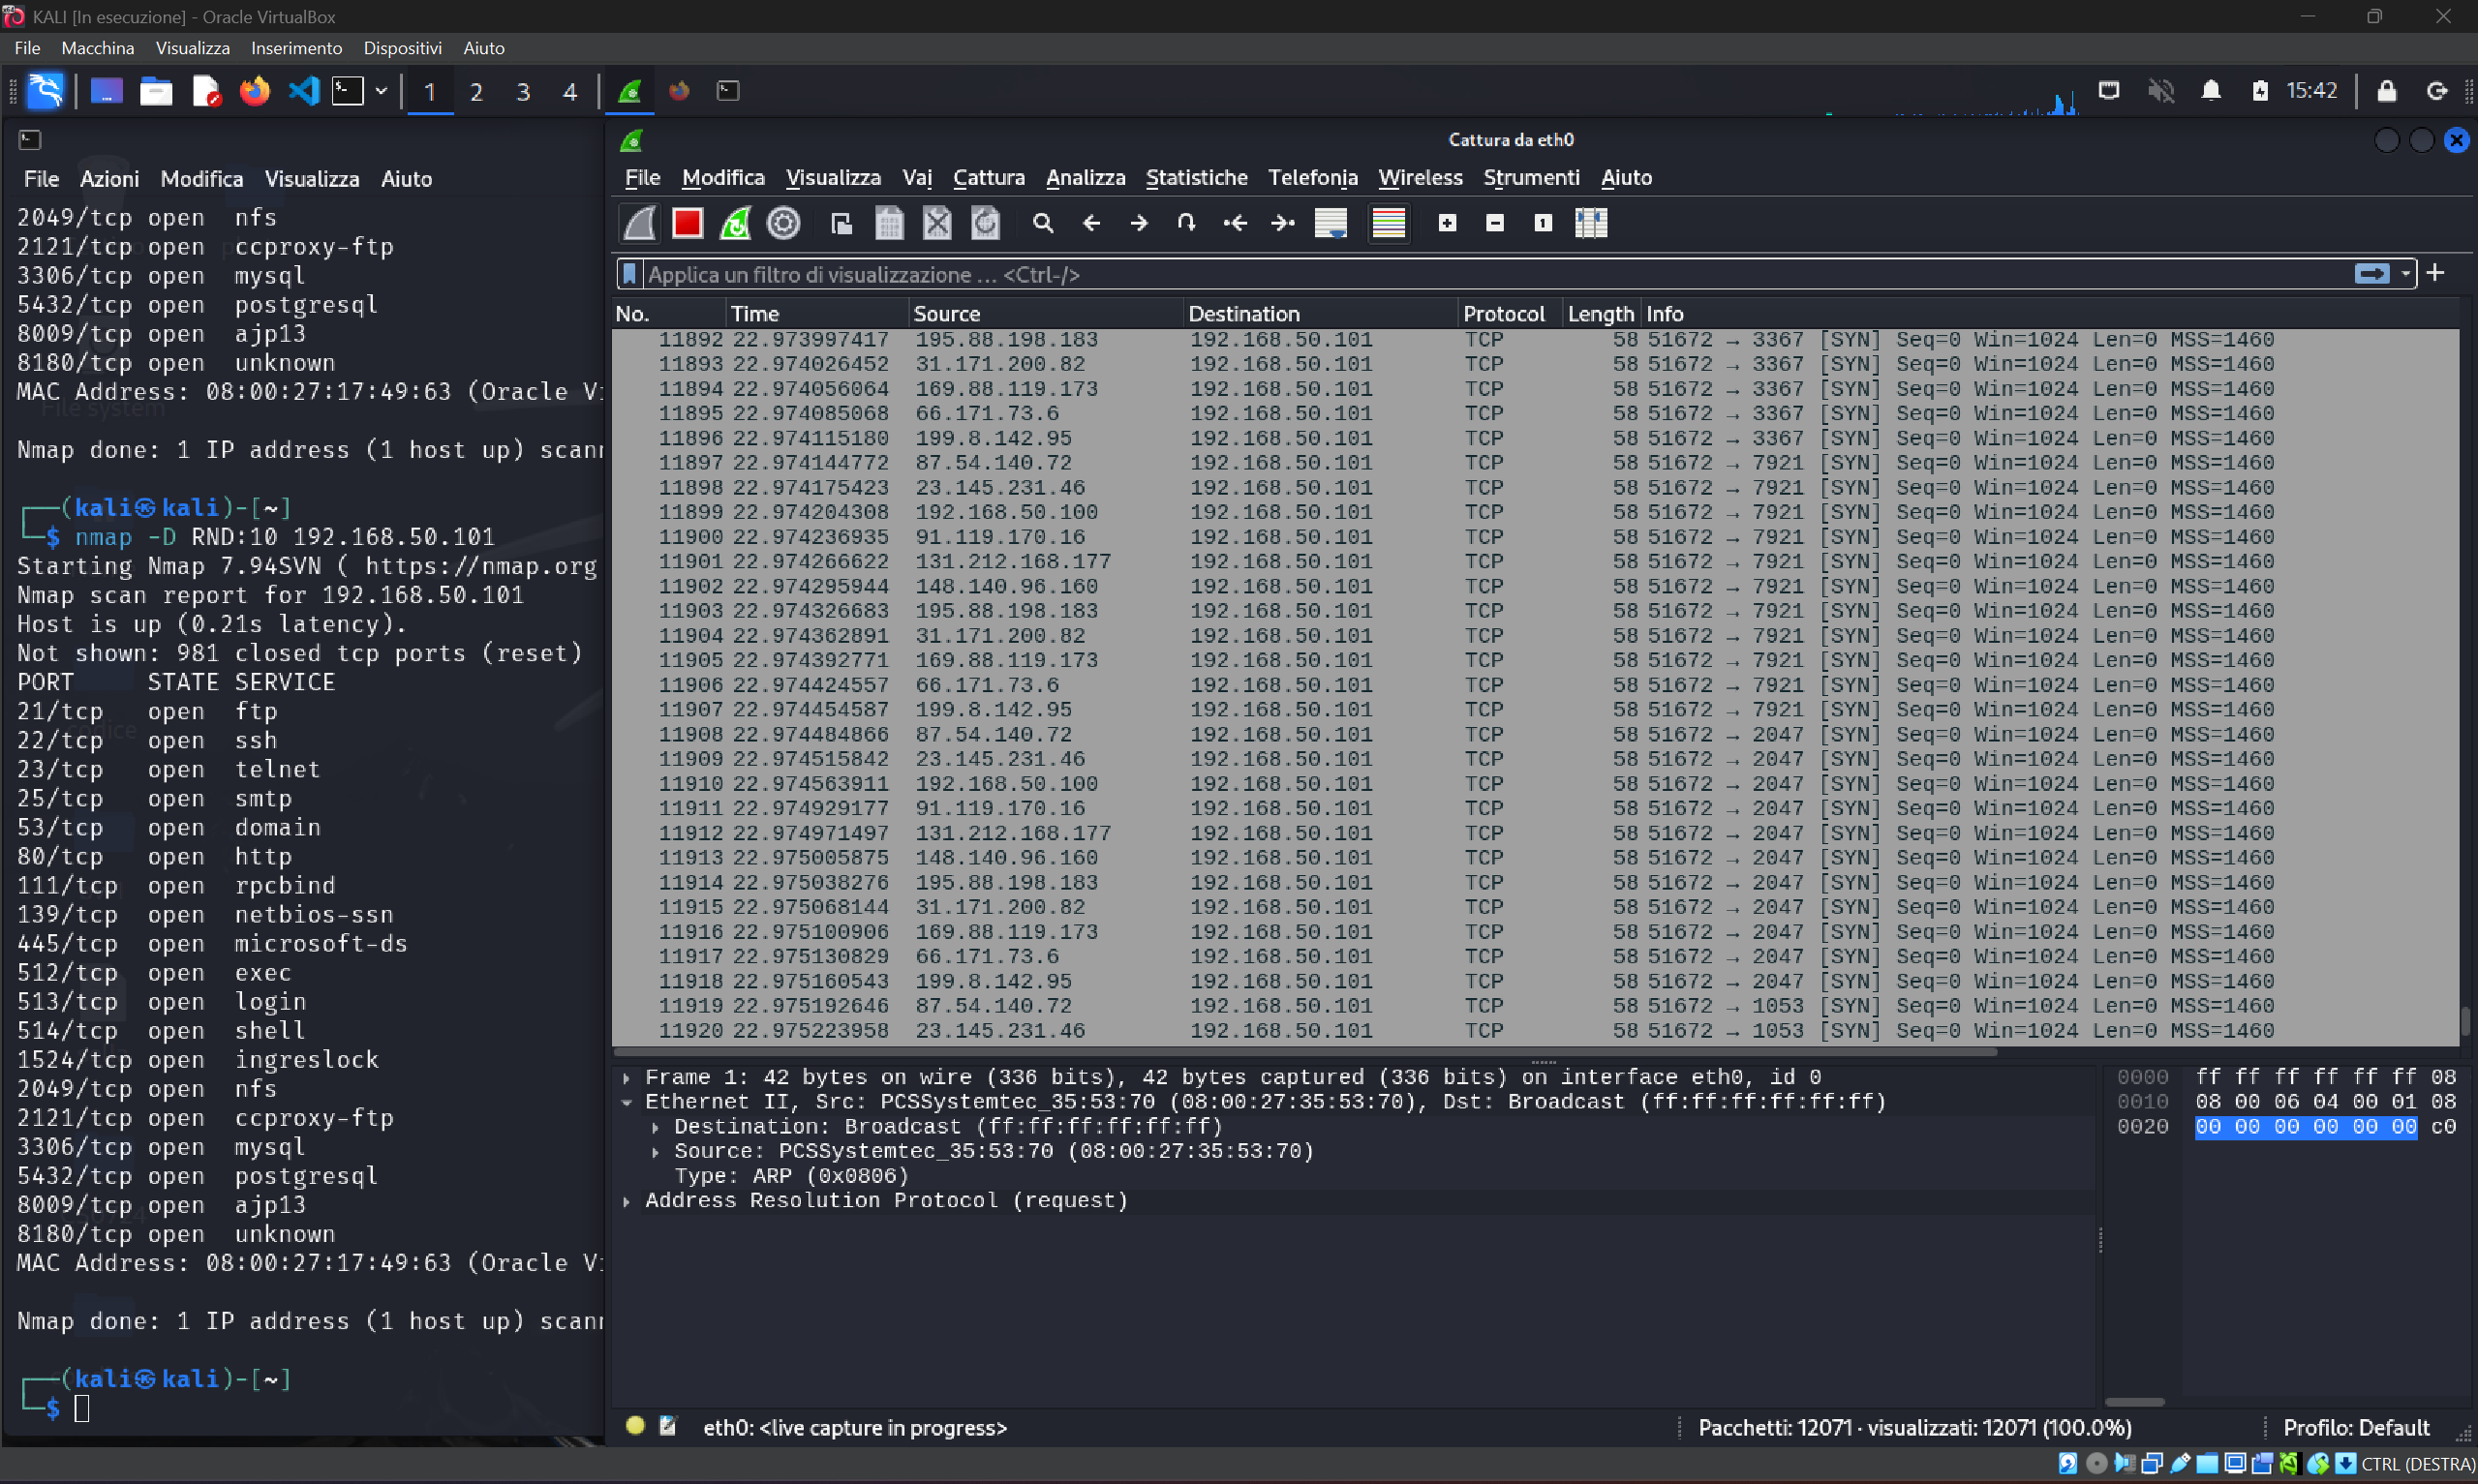 KALI [In esecuzione] - Oracle VirtualBox
File Macchina Visualizza Inserimento Dispositivi Aiuto
1 2 3 4
15:42
File Azioni Modifica Visualizza Aiuto
2049/tcp open nfs
2121/tcp open ccproxy-ftp
3306/tcp open mysql
5432/tcp open postgresql
8009/tcp open ajp13
8180/tcp open unknown
MAC Address: 08:00:27:17:49:63 (Oracle Vi
File system
Nmap done: 1 IP address (1 host up) scann
┌──(kali㉿kali)-[~]
└─$ nmap -D RND:10 192.168.50.101
Starting Nmap 7.94SVN ( https://nmap.org
Nmap scan report for 192.168.50.101
Host is up (0.21s latency).
Not shown: 981 closed tcp ports (reset)
PORT STATE SERVICE
21/tcp open ftp
22/tcp open ssh
23/tcp open telnet
25/tcp open smtp
53/tcp open domain
80/tcp open http
111/tcp open rpcbind
139/tcp open netbios-ssn
445/tcp open microsoft-ds
512/tcp open exec
513/tcp open login
514/tcp open shell
1524/tcp open ingreslock
2049/tcp open nfs
2121/tcp open ccproxy-ftp
3306/tcp open mysql
5432/tcp open postgresql
8009/tcp open ajp13
8180/tcp open unknown
MAC Address: 08:00:27:17:49:63 (Oracle Vi
Nmap done: 1 IP address (1 host up) scann
┌──(kali㉿kali)-[~]
└─$
Cattura da eth0
File Modifica Visualizza Vai Cattura Analizza Statistiche Telefonia Wireless Strumenti Aiuto
Applica un filtro di visualizzazione … <Ctrl-/>
No. Time Source Destination Protocol Length Info
11892 22.973997417 195.88.198.183 192.168.50.101 TCP 58 51672 → 3367 [SYN] Seq=0 Win=1024 Len=0 MSS=1460
11893 22.974026452 31.171.200.82 192.168.50.101 TCP 58 51672 → 3367 [SYN] Seq=0 Win=1024 Len=0 MSS=1460
11894 22.974056064 169.88.119.173 192.168.50.101 TCP 58 51672 → 3367 [SYN] Seq=0 Win=1024 Len=0 MSS=1460
11895 22.974085068 66.171.73.6 192.168.50.101 TCP 58 51672 → 3367 [SYN] Seq=0 Win=1024 Len=0 MSS=1460
11896 22.974115180 199.8.142.95 192.168.50.101 TCP 58 51672 → 3367 [SYN] Seq=0 Win=1024 Len=0 MSS=1460
11897 22.974144772 87.54.140.72 192.168.50.101 TCP 58 51672 → 7921 [SYN] Seq=0 Win=1024 Len=0 MSS=1460
11898 22.974175423 23.145.231.46 192.168.50.101 TCP 58 51672 → 7921 [SYN] Seq=0 Win=1024 Len=0 MSS=1460
11899 22.974204308 192.168.50.100 192.168.50.101 TCP 58 51672 → 7921 [SYN] Seq=0 Win=1024 Len=0 MSS=1460
11900 22.974236935 91.119.170.16 192.168.50.101 TCP 58 51672 → 7921 [SYN] Seq=0 Win=1024 Len=0 MSS=1460
11901 22.974266622 131.212.168.177 192.168.50.101 TCP 58 51672 → 7921 [SYN] Seq=0 Win=1024 Len=0 MSS=1460
11902 22.974295944 148.140.96.160 192.168.50.101 TCP 58 51672 → 7921 [SYN] Seq=0 Win=1024 Len=0 MSS=1460
11903 22.974326683 195.88.198.183 192.168.50.101 TCP 58 51672 → 7921 [SYN] Seq=0 Win=1024 Len=0 MSS=1460
11904 22.974362891 31.171.200.82 192.168.50.101 TCP 58 51672 → 7921 [SYN] Seq=0 Win=1024 Len=0 MSS=1460
11905 22.974392771 169.88.119.173 192.168.50.101 TCP 58 51672 → 7921 [SYN] Seq=0 Win=1024 Len=0 MSS=1460
11906 22.974424557 66.171.73.6 192.168.50.101 TCP 58 51672 → 7921 [SYN] Seq=0 Win=1024 Len=0 MSS=1460
11907 22.974454587 199.8.142.95 192.168.50.101 TCP 58 51672 → 7921 [SYN] Seq=0 Win=1024 Len=0 MSS=1460
11908 22.974484866 87.54.140.72 192.168.50.101 TCP 58 51672 → 2047 [SYN] Seq=0 Win=1024 Len=0 MSS=1460
11909 22.974515842 23.145.231.46 192.168.50.101 TCP 58 51672 → 2047 [SYN] Seq=0 Win=1024 Len=0 MSS=1460
11910 22.974563911 192.168.50.100 192.168.50.101 TCP 58 51672 → 2047 [SYN] Seq=0 Win=1024 Len=0 MSS=1460
11911 22.974929177 91.119.170.16 192.168.50.101 TCP 58 51672 → 2047 [SYN] Seq=0 Win=1024 Len=0 MSS=1460
11912 22.974971497 131.212.168.177 192.168.50.101 TCP 58 51672 → 2047 [SYN] Seq=0 Win=1024 Len=0 MSS=1460
11913 22.975005875 148.140.96.160 192.168.50.101 TCP 58 51672 → 2047 [SYN] Seq=0 Win=1024 Len=0 MSS=1460
11914 22.975038276 195.88.198.183 192.168.50.101 TCP 58 51672 → 2047 [SYN] Seq=0 Win=1024 Len=0 MSS=1460
11915 22.975068144 31.171.200.82 192.168.50.101 TCP 58 51672 → 2047 [SYN] Seq=0 Win=1024 Len=0 MSS=1460
11916 22.975100906 169.88.119.173 192.168.50.101 TCP 58 51672 → 2047 [SYN] Seq=0 Win=1024 Len=0 MSS=1460
11917 22.975130829 66.171.73.6 192.168.50.101 TCP 58 51672 → 2047 [SYN] Seq=0 Win=1024 Len=0 MSS=1460
11918 22.975160543 199.8.142.95 192.168.50.101 TCP 58 51672 → 2047 [SYN] Seq=0 Win=1024 Len=0 MSS=1460
11919 22.975192646 87.54.140.72 192.168.50.101 TCP 58 51672 → 1053 [SYN] Seq=0 Win=1024 Len=0 MSS=1460
11920 22.975223958 23.145.231.46 192.168.50.101 TCP 58 51672 → 1053 [SYN] Seq=0 Win=1024 Len=0 MSS=1460
Frame 1: 42 bytes on wire (336 bits), 42 bytes captured (336 bits) on interface eth0, id 0
Ethernet II, Src: PCSSystemtec_35:53:70 (08:00:27:35:53:70), Dst: Broadcast (ff:ff:ff:ff:ff:ff)
Destination: Broadcast (ff:ff:ff:ff:ff:ff)
Source: PCSSystemtec_35:53:70 (08:00:27:35:53:70)
Type: ARP (0x0806)
Address Resolution Protocol (request)
0000 ff ff ff ff ff ff 08
0010 08 00 06 04 00 01 08
0020 00 00 00 00 00 00 c0
eth0: <live capture in progress>
Pacchetti: 12071 · visualizzati: 12071 (100.0%)
Profilo: Default
CTRL (DESTRA)